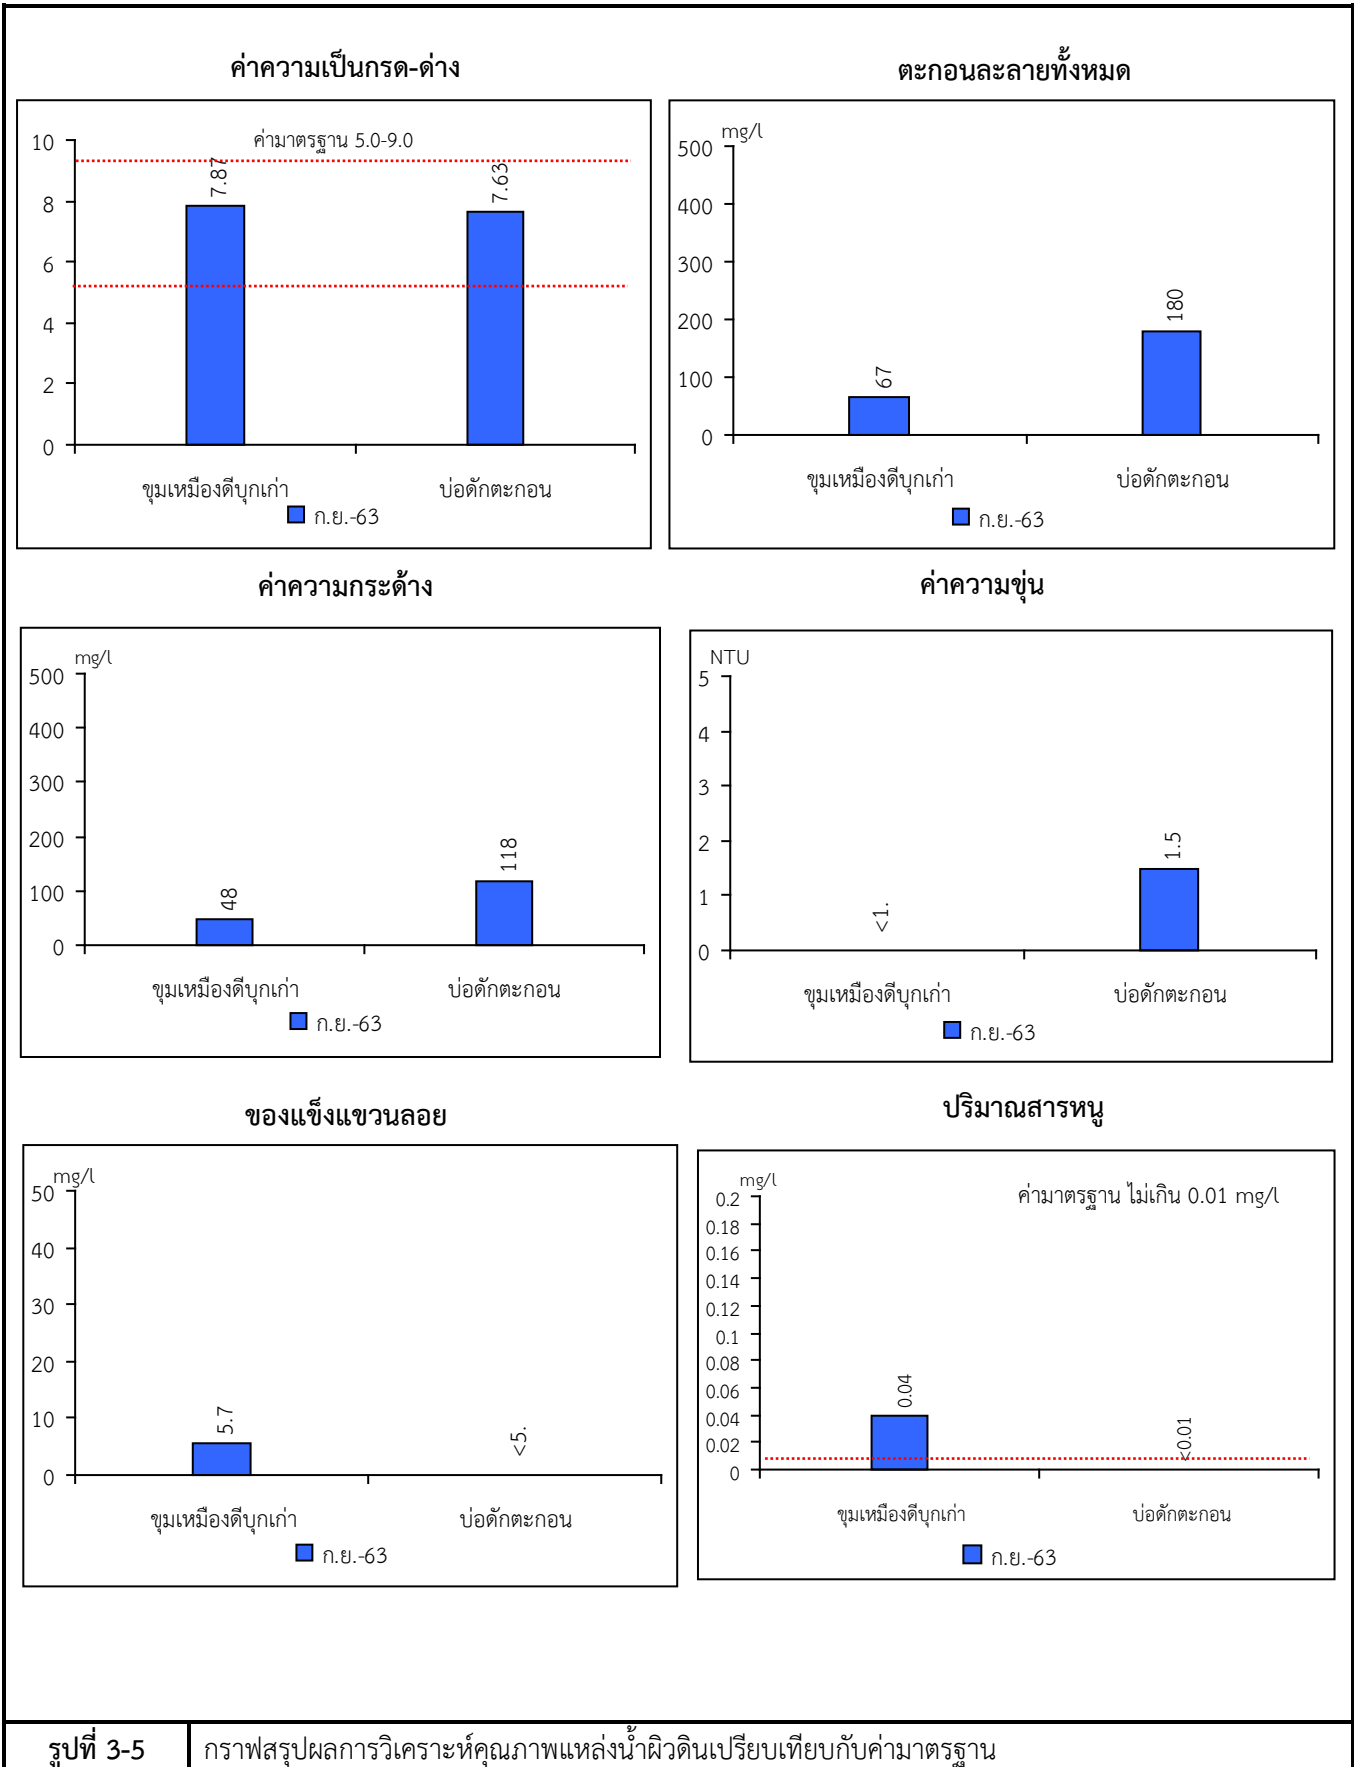 ค่าความเป็นกรด-ด่าง
ค่ามาตรฐาน 5.0-9.0
10
8
6
4
2
0
7.87
7.63
ขุมเหมืองดีบุกเก่า บ่อดักตะกอน
ก.ย.-63
ตะกอนละลายทั้งหมด
mg/l
500
400
300
200
100
0
67
180
ขุมเหมืองดีบุกเก่า บ่อดักตะกอน
ก.ย.-63
ค่าความกระด้าง
mg/l
500
400
300
200
100
0
48
118
ขุมเหมืองดีบุกเก่า บ่อดักตะกอน
ก.ย.-63
ค่าความขุ่น
NTU
5
4
3
2
1
0
<1.
1.5
ขุมเหมืองดีบุกเก่า บ่อดักตะกอน
ก.ย.-63
ของแข็งแขวนลอย
mg/l
50
40
30
20
10
0
5.7
<5.
ขุมเหมืองดีบุกเก่า บ่อดักตะกอน
ก.ย.-63
ปริมาณสารหนู
mg/l
ค่ามาตรฐาน ไม่เกิน 0.01 mg/l
0.2
0.18
0.16
0.14
0.12
0.1
0.08
0.06
0.04
0.02
0
0.04
<0.01
ขุมเหมืองดีบุกเก่า บ่อดักตะกอน
ก.ย.-63
รูปที่ 3-5 กราฟสรุปผลการวิเคราะห์คุณภาพแหล่งน้ำผิวดินเปรียบเทียบกับค่ามาตรฐาน